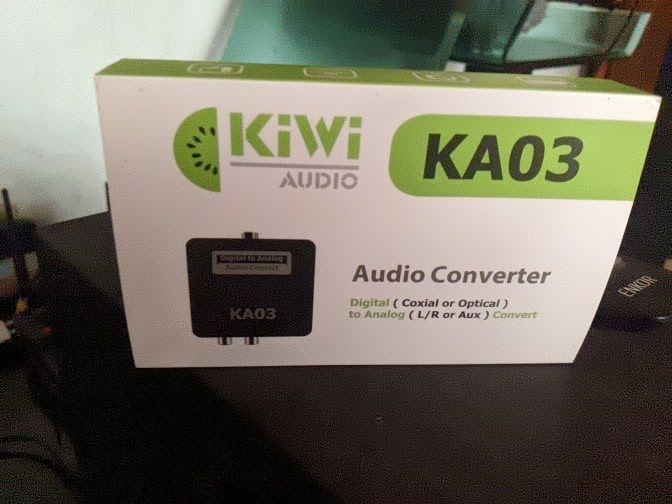 KiWi
AUDIO
KA03
Digital to Analog
Audio Convert
KA03
Audio Converter
Digital ( Coxial or Optical )
to Analog ( L/R or Aux ) Convert
ENKOR